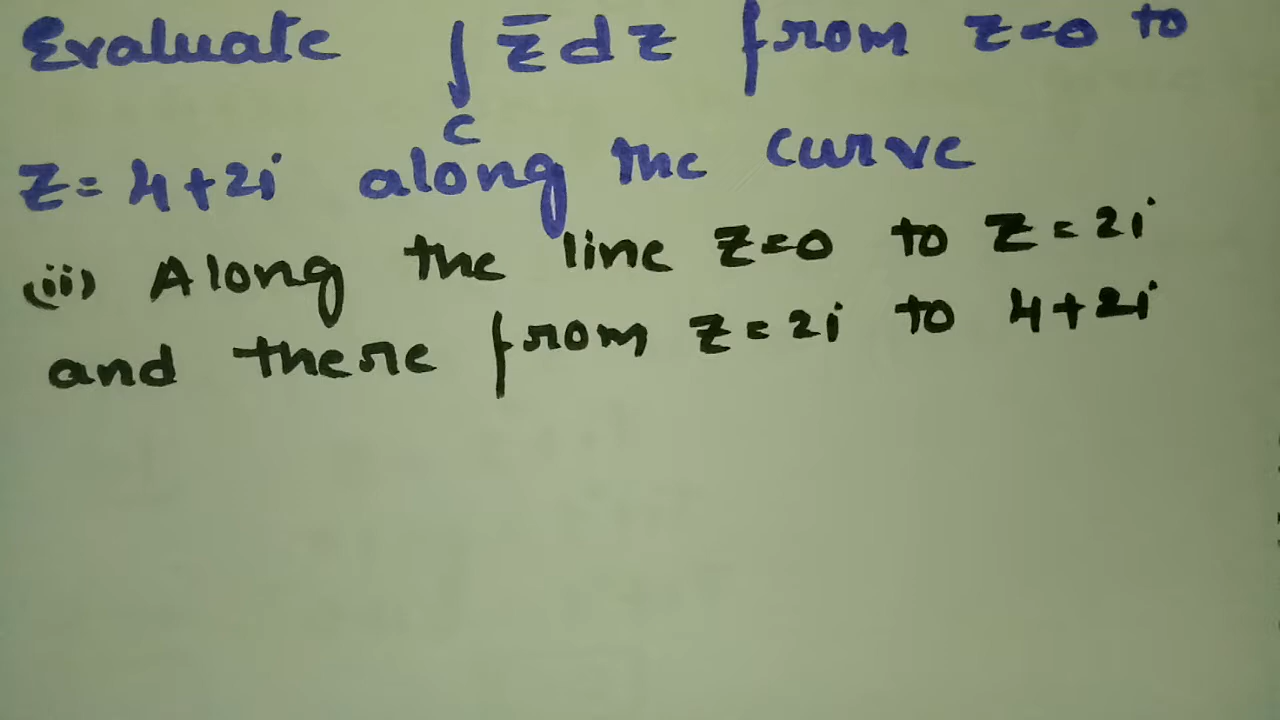 Evaluate ∫_C z̄ dz from z=0 to
z=4+2i along the curve
(ii) Along the line z=0 to z=2i
and there from z=2i to 4+2i